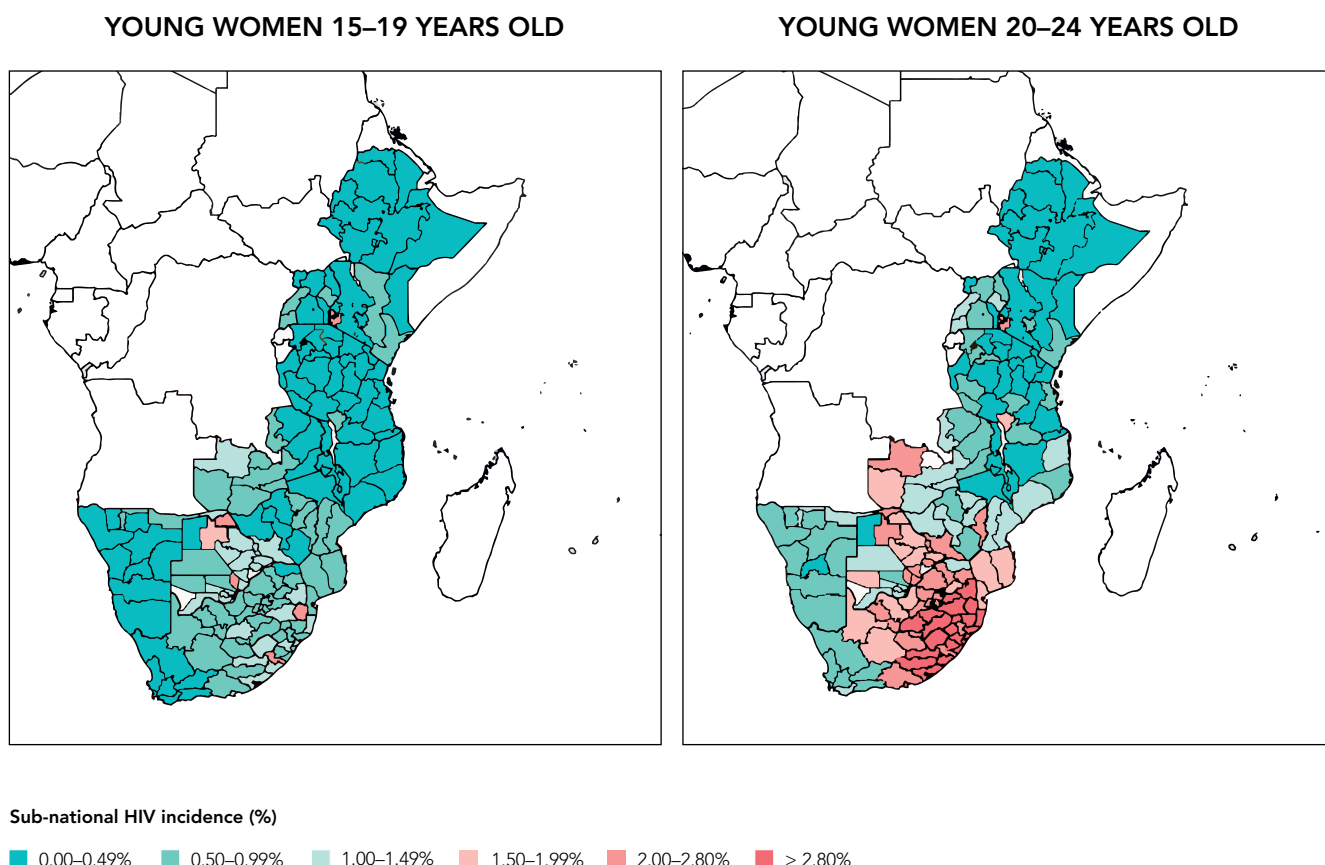 YOUNG WOMEN 15–19 YEARS OLD
YOUNG WOMEN 20–24 YEARS OLD
Sub-national HIV incidence (%)
0.00–0.49% 0.50–0.99% 1.00–1.49% 1.50–1.99% 2.00–2.80% > 2.80%